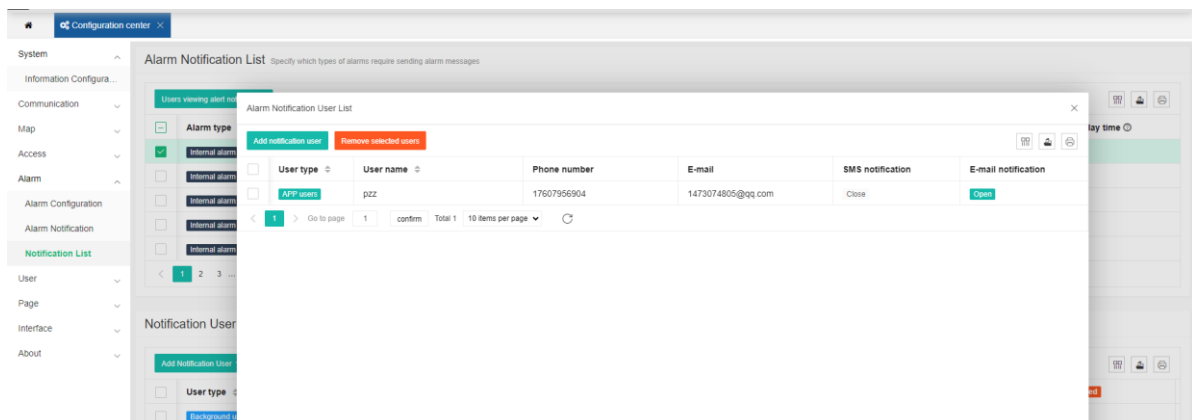 Configuration center ×
System
Information Configura...
Communication
Map
Access
Alarm
Alarm Configuration
Alarm Notification
Notification List
User
Page
Interface
About
Alarm Notification List Specify which types of alarms require sending alarm messages
Users viewing alert
Alarm type
lay time
Internal alarm
Internal alarm
Internal alarm
Internal alarm
Internal alarm
1 2 3 ...
Alarm Notification User List ×
Add notification user Remove selected users
User type User name Phone number E-mail SMS notification E-mail notification
APP users pzz 17607956904 1473074805@qq.com Close Open
< 1 > Go to page 1 confirm Total 1 10 items per page
Notification User
Add Notification User
User type
ed
Background u